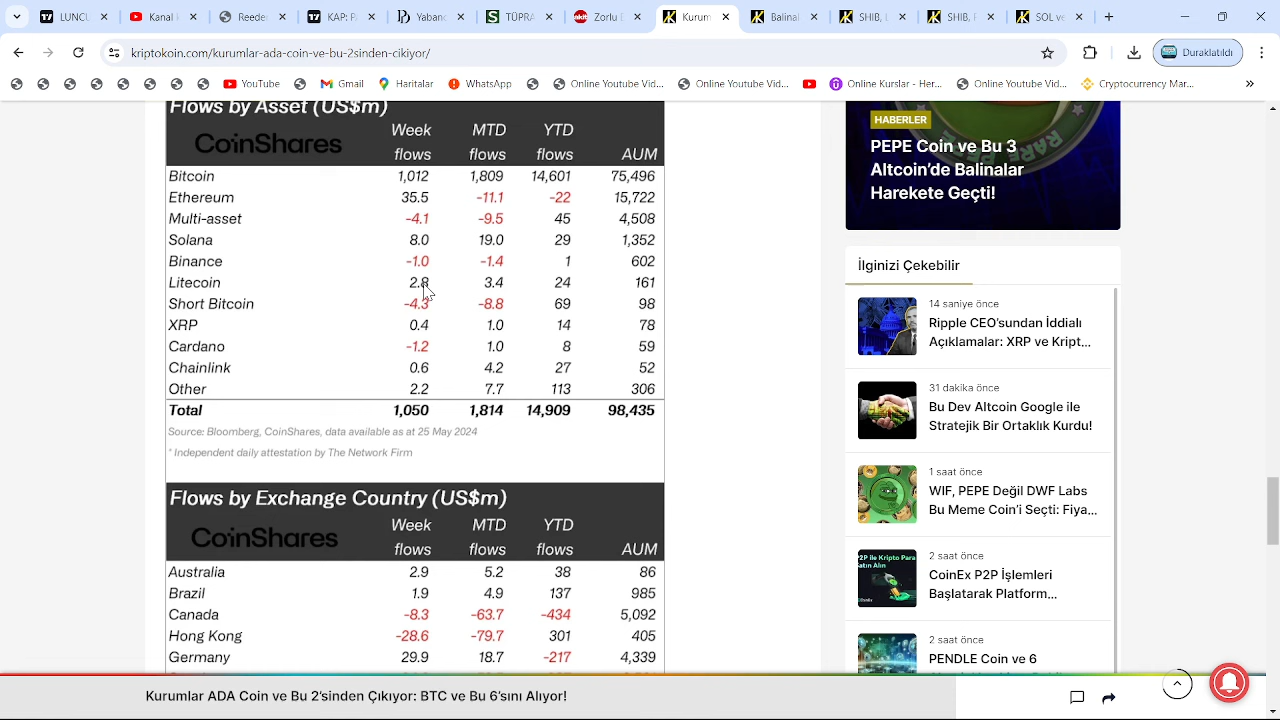 KANCH
Kalpa
KANCH
UPRA
Zorlu
Kurum
BALIN
SHIB,
kriptokoin.com/kurumlar-ada-coin-ve-bu-2sinden-cıkıyor/
Duraklatıldı
YouTube
Gmail
Haritalar
WhatsApp
Online Youtube Vid...
Online Youtube Vid...
Online Kurslar - Her...
Online Youtube Vid...
Cryptocurrency Mar...
Flows by Asset (US$m)
CoinShares
Week flows MTD flows YTD flows AUM
Bitcoin 1,012 1,809 14,601 75,496
Ethereum 35.5 -11.1 -22 15,722
Multi-asset -4.1 -9.5 45 4,508
Solana 8.0 19.0 29 1,352
Binance -1.0 -1.4 1 602
Litecoin 2.8 3.4 24 161
Short Bitcoin -4.3 -8.8 69 98
XRP 0.4 1.0 14 78
Cardano -1.2 1.0 8 59
Chainlink 0.6 4.2 27 52
Other 2.2 7.7 113 306
Total 1,050 1,814 14,909 98,435
Source: Bloomberg, CoinShares, data available as at 25 May 2024
* Independent daily attestation by The Network Firm
Flows by Exchange Country (US$m)
CoinShares
Week flows MTD flows YTD flows AUM
Australia 2.9 5.2 38 86
Brazil 1.9 4.9 137 985
Canada -8.3 -63.7 -434 5,092
Hong Kong -28.6 -79.7 301 405
Germany 29.9 18.7 -217 4,339
HABERLER
PEPE Coin ve Bu 3
Altcoin'de Balinalar
Harekete Geçti!
İlginizi Çekebilir
14 saniye önce
Ripple CEO'sundan İddialı
Açıklamalar: XRP ve Kript...
31 dakika önce
Bu Dev Altcoin Google ile
Stratejik Bir Ortaklık Kurdu!
1 saat önce
WIF, PEPE Değil DWF Labs
Bu Meme Coin'i Seçti: Fiya...
2 saat önce
CoinEx P2P İşlemleri
Başlatarak Platform...
2 saat önce
PENDLE Coin ve 6
Kurumlar ADA Coin ve Bu 2'sinden Çıkıyor: BTC ve Bu 6'sını Alıyor!